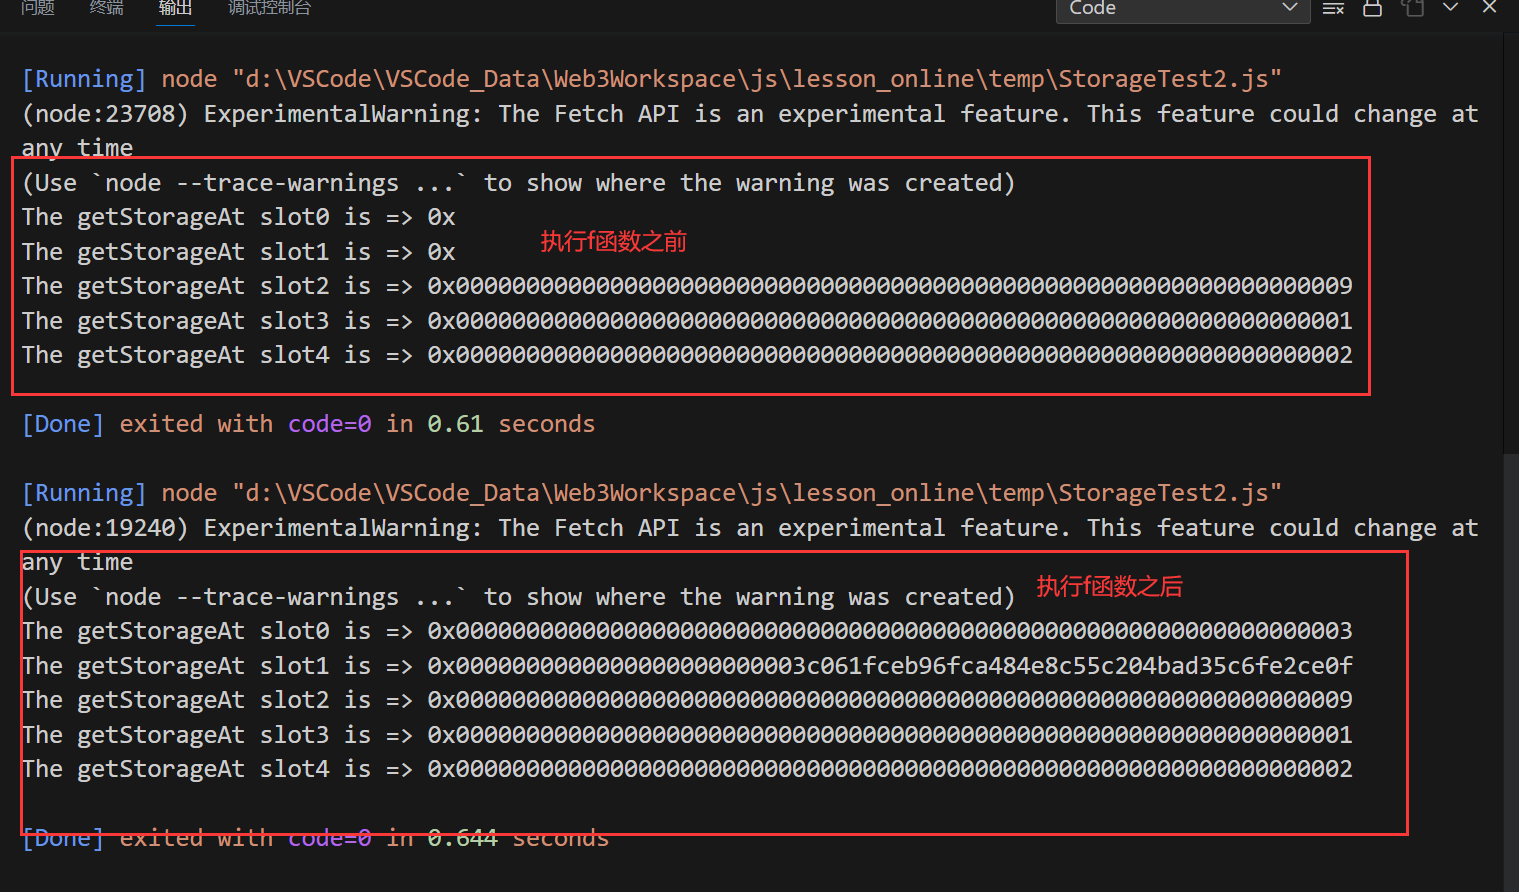 问题 终端 输出 调试控制台 Code
[Running] node "d:\VSCode\VSCode_Data\Web3Workspace\js\lesson_online\temp\StorageTest2.js"
(node:23708) ExperimentalWarning: The Fetch API is an experimental feature. This feature could change at
any time
(Use `node --trace-warnings ...` to show where the warning was created)
The getStorageAt slot0 is => 0x
执行f函数之前
The getStorageAt slot1 is => 0x
The getStorageAt slot2 is => 0x0000000000000000000000000000000000000000000000000000000000000009
The getStorageAt slot3 is => 0x0000000000000000000000000000000000000000000000000000000000000001
The getStorageAt slot4 is => 0x0000000000000000000000000000000000000000000000000000000000000002
[Done] exited with code=0 in 0.61 seconds
[Running] node "d:\VSCode\VSCode_Data\Web3Workspace\js\lesson_online\temp\StorageTest2.js"
(node:19240) ExperimentalWarning: The Fetch API is an experimental feature. This feature could change at
any time
(Use `node --trace-warnings ...` to show where the warning was created)
执行f函数之后
The getStorageAt slot0 is => 0x0000000000000000000000000000000000000000000000000000000000000003
The getStorageAt slot1 is => 0x0000000000000000000000003c061fceb96fca484e8c55c204bad35c6fe2ce0f
The getStorageAt slot2 is => 0x0000000000000000000000000000000000000000000000000000000000000009
The getStorageAt slot3 is => 0x0000000000000000000000000000000000000000000000000000000000000001
The getStorageAt slot4 is => 0x0000000000000000000000000000000000000000000000000000000000000002
[Done] exited with code=0 in 0.644 seconds